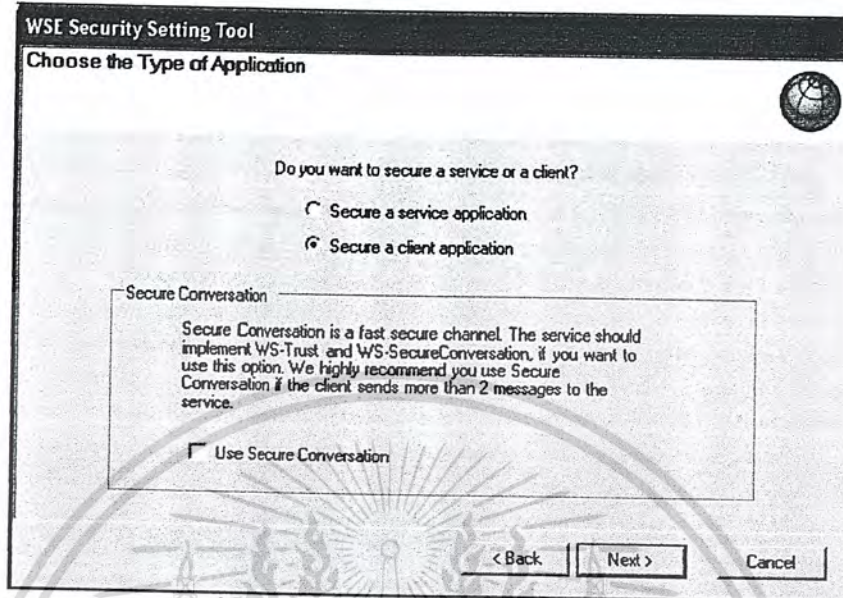 WSE Security Setting Tool
Choose the Type of Application
Do you want to secure a service or a client?
Secure a service application
Secure a client application
Secure Conversation
Secure Conversation is a fast secure channel. The service should
implement WS-Trust and WS-SecureConversation, if you want to
use this option. We highly recommend you use Secure
Conversation if the client sends more than 2 messages to the
service.
Use Secure Conversation
< Back
Next >
Cancel